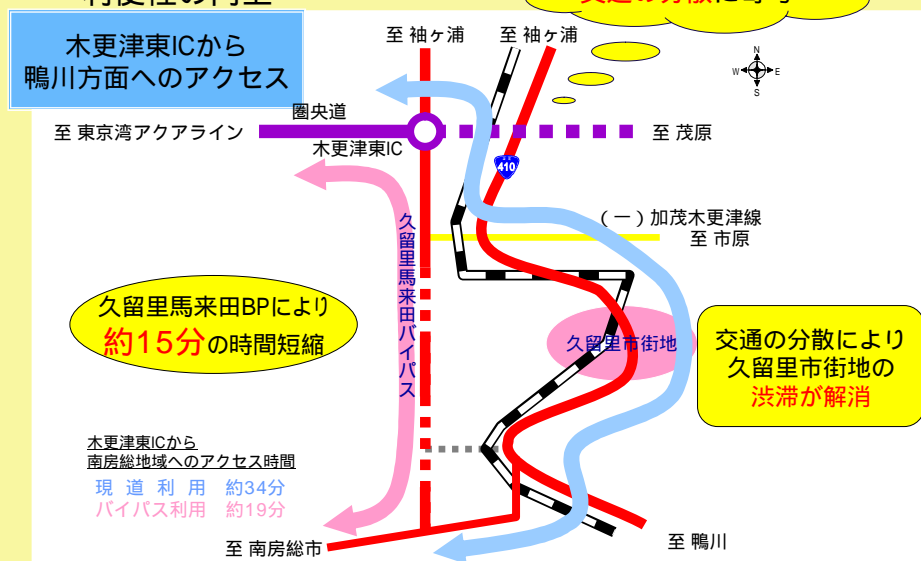 木更津東ICから
鴨川方面へのアクセス
至 袖ヶ浦
至 袖ヶ浦
N
W
E
S
圏央道
至 東京湾アクアライン
至 茂原
木更津東IC
410
(一)加茂木更津線
至 市原
久留里馬来田バイパス
久留里馬来田BPにより
約15分の時間短縮
久留里市街地
交通の分散により
久留里市街地の
渋滞が解消
木更津東ICから
南房総地域へのアクセス時間
現 道 利 用 約34分
バイパス利用 約19分
至 南房総市
至 鴨川